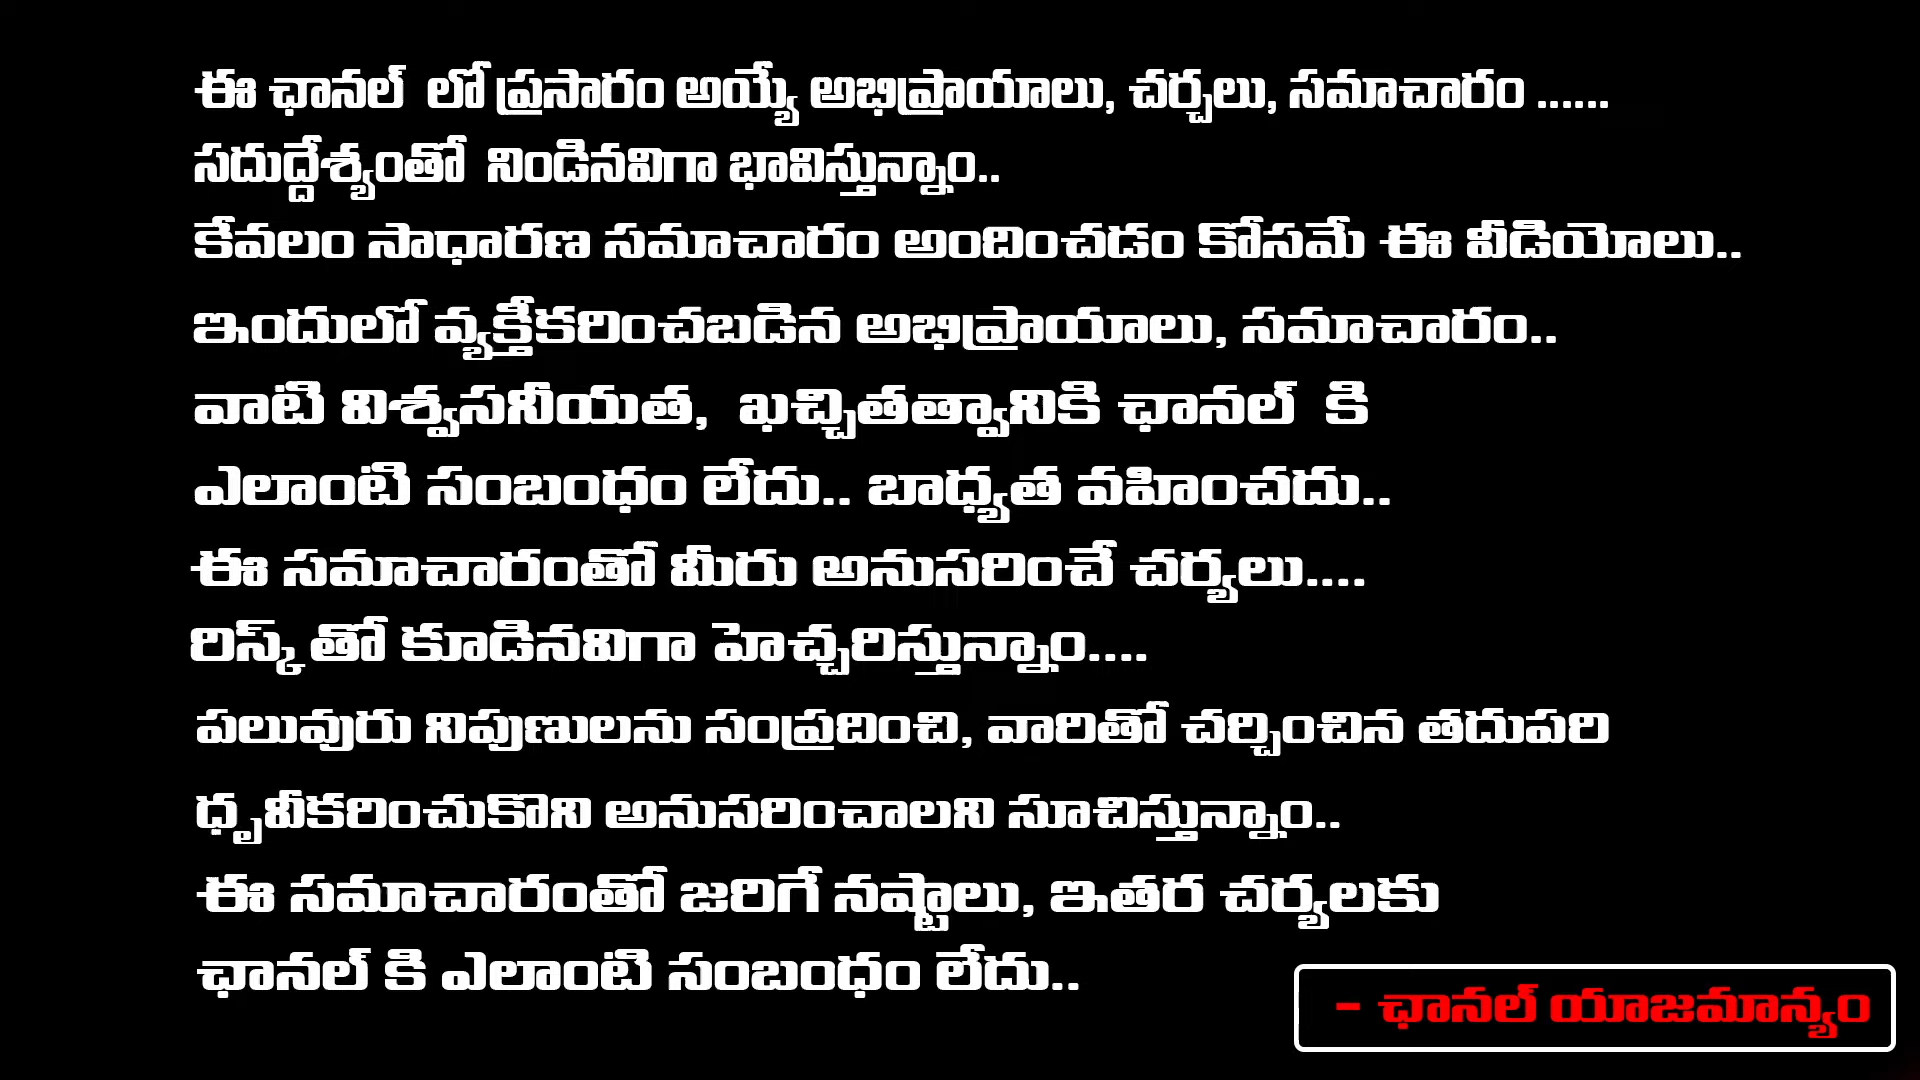 ఈ ఛానల్ లో ప్రసారం అయ్యే అభిప్రాయాలు, చర్చలు, సమాచారం ......
సదుద్దేశ్యంతో నిండినవిగా భావిస్తున్నాం..
కేవలం సాధారణ సమాచారం అందించడం కోసమే ఈ వీడియోలు..
ఇందులో వ్యక్తీకరించబడిన అభిప్రాయాలు, సమాచారం..
వాటి విశ్వసనీయత, ఖచ్చితత్వానికి ఛానల్ కి
ఎలాంటి సంబంధం లేదు.. బాధ్యత వహించదు..
ఈ సమాచారంతో మీరు అనుసరించే చర్యలు....
రిస్క్ తో కూడినవిగా హెచ్చరిస్తున్నాం....
పలువురు నిపుణులను సంప్రదించి, వారితో చర్చించిన తదుపరి
ధృవీకరించుకొని అనుసరించాలని సూచిస్తున్నాం..
ఈ సమాచారంతో జరిగే నష్టాలు, ఇతర చర్యలకు
ఛానల్ కి ఎలాంటి సంబంధం లేదు..
- ఛానల్ యాజమాన్యం